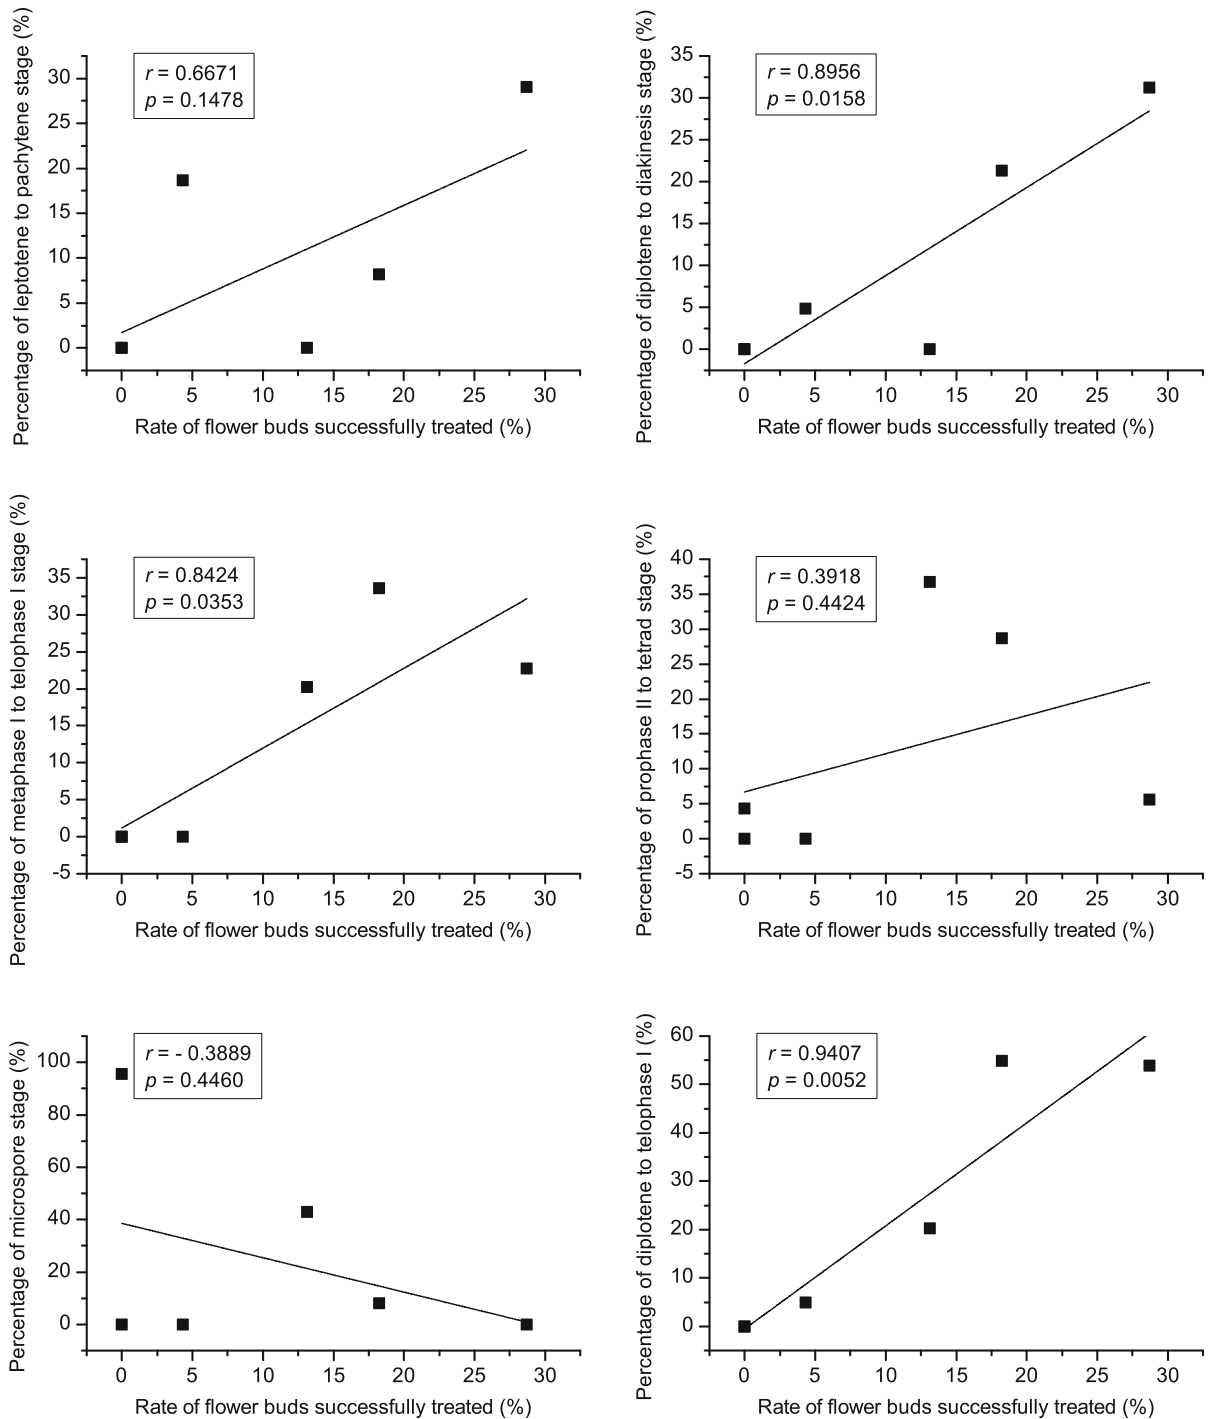 Percentage of leptotene to pachytene stage (%)
r = 0.6671
p = 0.1478
30
25
20
15
10
5
0
0 5 10 15 20 25 30
Rate of flower buds successfully treated (%)
Percentage of diplotene to diakinesis stage (%)
r = 0.8956
p = 0.0158
35
30
25
20
15
10
5
0
0 5 10 15 20 25 30
Rate of flower buds successfully treated (%)
Percentage of metaphase I to telophase I stage (%)
r = 0.8424
p = 0.0353
35
30
25
20
15
10
5
0
-5
0 5 10 15 20 25 30
Rate of flower buds successfully treated (%)
Percentage of prophase II to tetrad stage (%)
r = 0.3918
p = 0.4424
40
35
30
25
20
15
10
5
0
-5
0 5 10 15 20 25 30
Rate of flower buds successfully treated (%)
Percentage of microspore stage (%)
r = - 0.3889
p = 0.4460
100
80
60
40
20
0
0 5 10 15 20 25 30
Rate of flower buds successfully treated (%)
Percentage of diplotene to telophase I (%)
r = 0.9407
p = 0.0052
60
50
40
30
20
10
0
0 5 10 15 20 25 30
Rate of flower buds successfully treated (%)